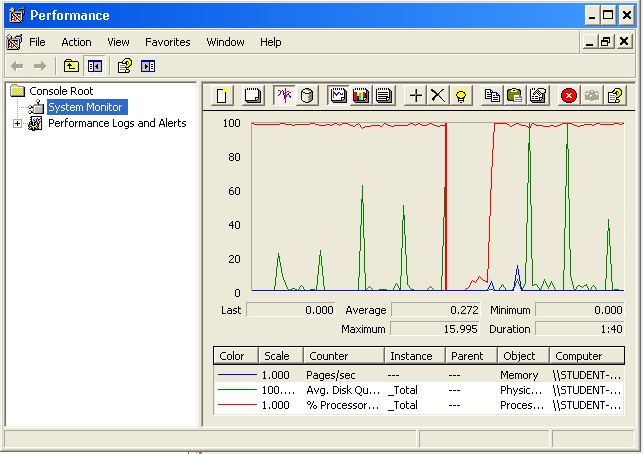 Performance
File Action View Favorites Window Help
Console Root
System Monitor
Performance Logs and Alerts
100
80
60
40
20
0
Last 0.000 Average 0.272 Minimum 0.000
Maximum 15.995 Duration 1:40
Color Scale Counter Instance Parent Object Computer
1.000 Pages/sec --- --- Memory \\STUDENT-...
100.... Avg. Disk Qu... _Total --- Physic... \\STUDENT-...
1.000 % Processor... _Total --- Proces... \\STUDENT-...